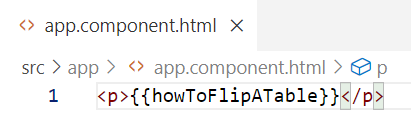 <> app.component.html ×
src > app > <> app.component.html > p
1 <p>{{howToFlipATable}}</p>